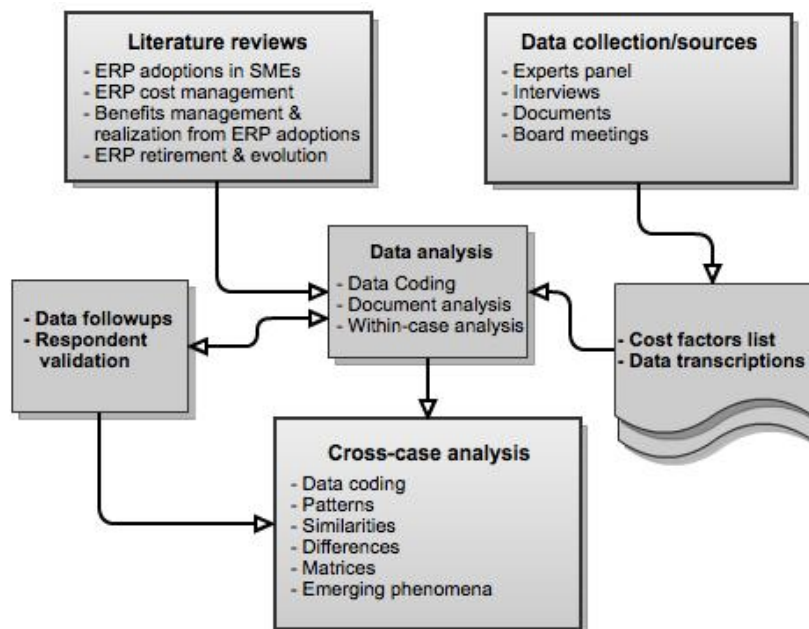 Literature reviews
- ERP adoptions in SMEs
- ERP cost management
- Benefits management &
realization from ERP adoptions
- ERP retirement & evolution
Data collection/sources
- Experts panel
- Interviews
- Documents
- Board meetings
Data analysis
- Data Coding
- Document analysis
- Within-case analysis
- Data followups
- Respondent
validation
- Cost factors list
- Data transcriptions
Cross-case analysis
- Data coding
- Patterns
- Similarities
- Differences
- Matrices
- Emerging phenomena